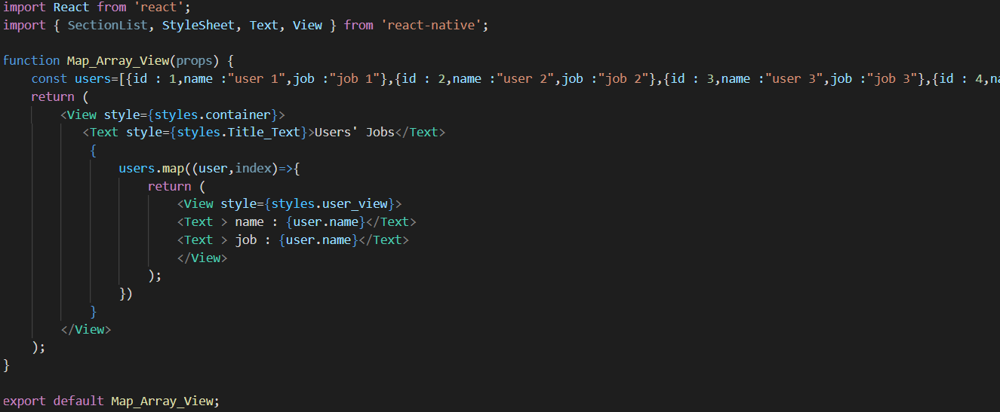 import React from 'react';
import { SectionList, StyleSheet, Text, View } from 'react-native';
function Map_Array_View(props) {
const users=[{id : 1,name :"user 1",job :"job 1"},{id : 2,name :"user 2",job :"job 2"},{id : 3,name :"user 3",job :"job 3"},{id : 4,na
return (
<View style={styles.container}>
<Text style={styles.Title_Text}>Users' Jobs</Text>
{
users.map((user,index)=>{
return (
<View style={styles.user_view}>
<Text > name : {user.name}</Text>
<Text > job : {user.name}</Text>
</View>
);
})
}
</View>
);
}
export default Map_Array_View;